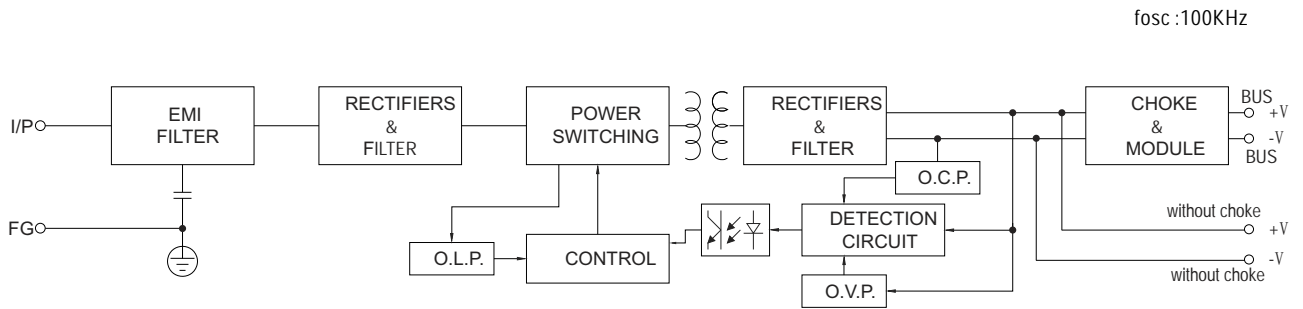 fosc :100KHz
I/P
EMI
FILTER
RECTIFIERS
&
FILTER
POWER
SWITCHING
RECTIFIERS
&
FILTER
CHOKE
&
MODULE
BUS
+V
-V
BUS
O.C.P.
FG
O.L.P.
CONTROL
DETECTION
CIRCUIT
O.V.P.
without choke
+V
-V
without choke